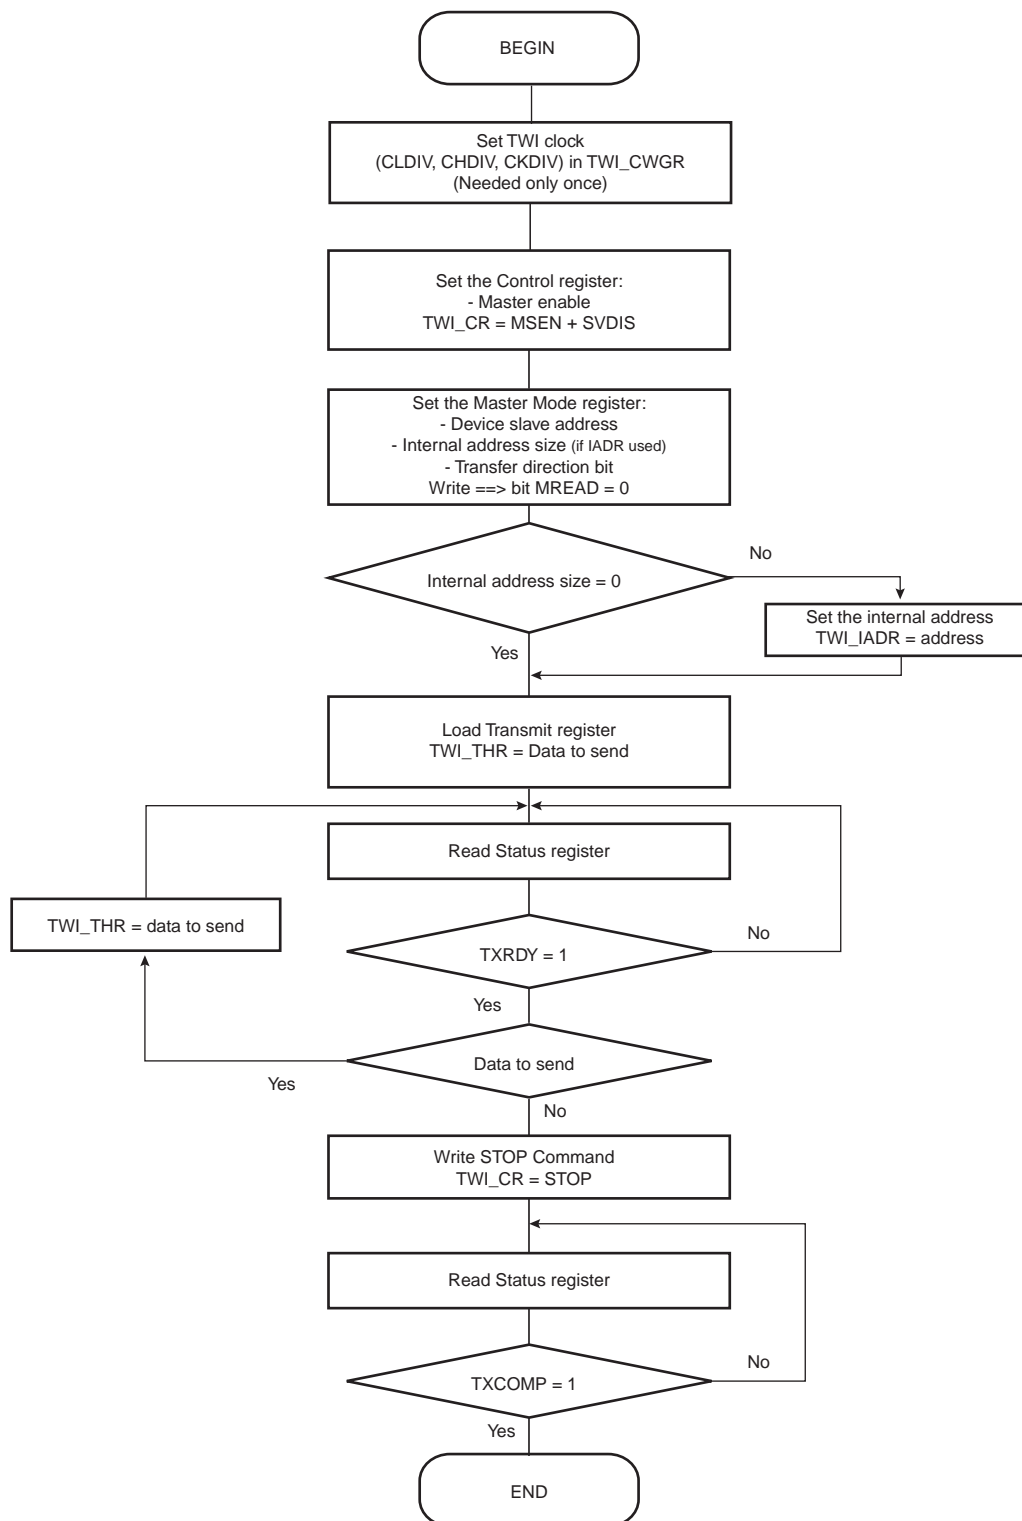 BEGIN
Set TWI clock
(CLDIV, CHDIV, CKDIV) in TWI_CWGR
(Needed only once)
Set the Control register:
- Master enable
TWI_CR = MSEN + SVDIS
Set the Master Mode register:
- Device slave address
- Internal address size (if IADR used)
- Transfer direction bit
Write ==> bit MREAD = 0
No
Internal address size = 0
Set the internal address
TWI_IADR = address
Yes
Load Transmit register
TWI_THR = Data to send
Read Status register
TWI_THR = data to send
No
TXRDY = 1
Yes
Data to send
Yes
No
Write STOP Command
TWI_CR = STOP
Read Status register
No
TXCOMP = 1
Yes
END